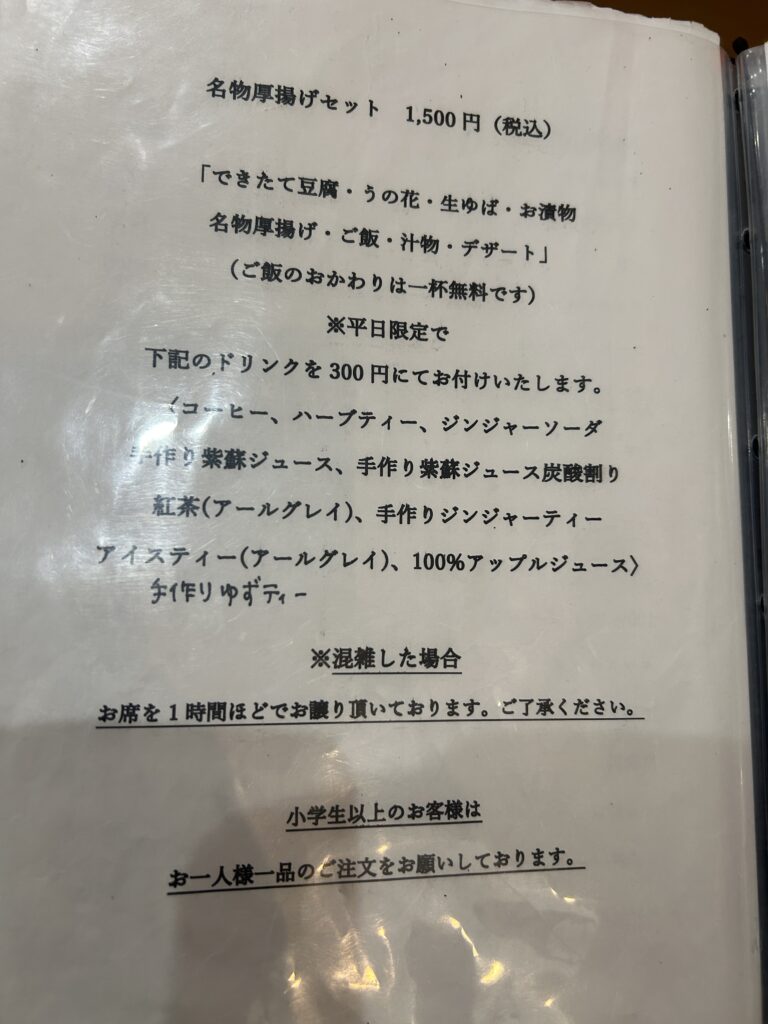 名物厚揚げセット 1,500円（税込）
「できたて豆腐・うの花・生ゆば・お漬物
名物厚揚げ・ご飯・汁物・デザート」
（ご飯のおかわりは一杯無料です）
※平日限定で
下記のドリンクを300円にてお付けいたします。
〈コーヒー、ハーブティー、ジンジャーソーダ
手作り紫蘇ジュース、手作り紫蘇ジュース炭酸割り
紅茶(アールグレイ)、手作りジンジャーティー
アイスティー(アールグレイ)、100%アップルジュース〉
手作りゆずティー
※混雑した場合
お席を1時間ほどでお譲り頂いております。ご了承ください。
小学生以上のお客様は
お一人様一品のご注文をお願いしております。